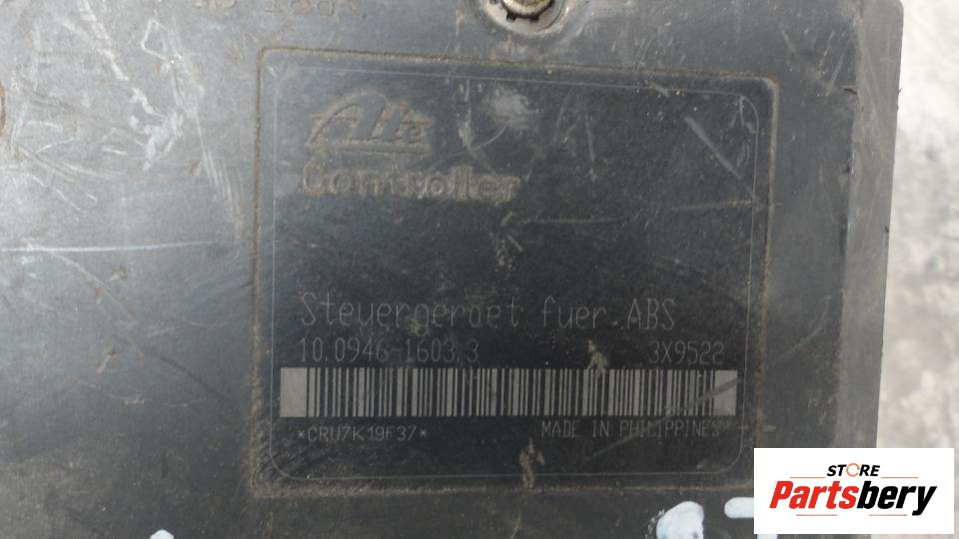 Ate
Controller
Steuergeraet fuer ABS
10.0946-1603.3 3X9522
*CRU7K19F37* MADE IN PHILIPPINES
STORE
Partsbery